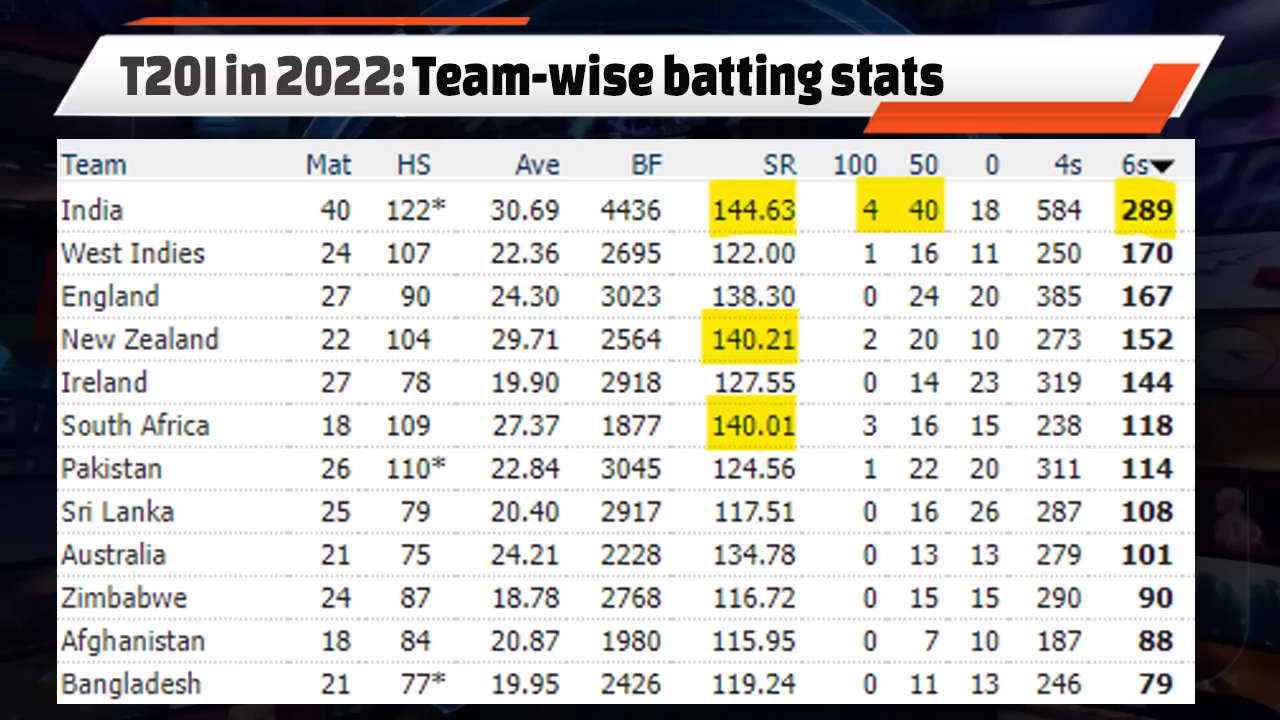 T20I in 2022: Team-wise batting stats
Team Mat HS Ave BF SR 100 50 0 4s 6s
India 40 122* 30.69 4436 144.63 4 40 18 584 289
West Indies 24 107 22.36 2695 122.00 1 16 11 250 170
England 27 90 24.30 3023 138.30 0 24 20 385 167
New Zealand 22 104 29.71 2564 140.21 2 20 10 273 152
Ireland 27 78 19.90 2918 127.55 0 14 23 319 144
South Africa 18 109 27.37 1877 140.01 3 16 15 238 118
Pakistan 26 110* 22.84 3045 124.56 1 22 20 311 114
Sri Lanka 25 79 20.40 2917 117.51 0 16 26 287 108
Australia 21 75 24.21 2228 134.78 0 13 13 279 101
Zimbabwe 24 87 18.78 2768 116.72 0 15 15 290 90
Afghanistan 18 84 20.87 1980 115.95 0 7 10 187 88
Bangladesh 21 77* 19.95 2426 119.24 0 11 13 246 79